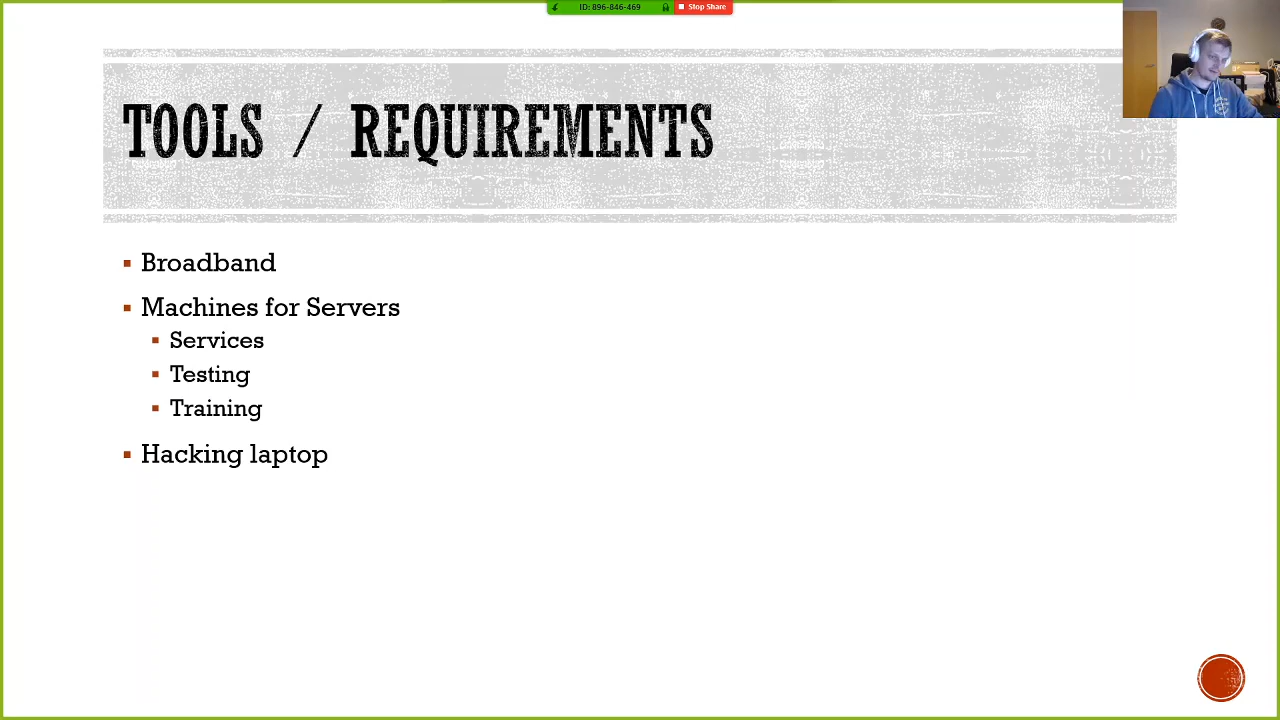 ID: 896-846-469
Stop Share
TOOLS / REQUIREMENTS
Broadband
Machines for Servers
Services
Testing
Training
Hacking laptop